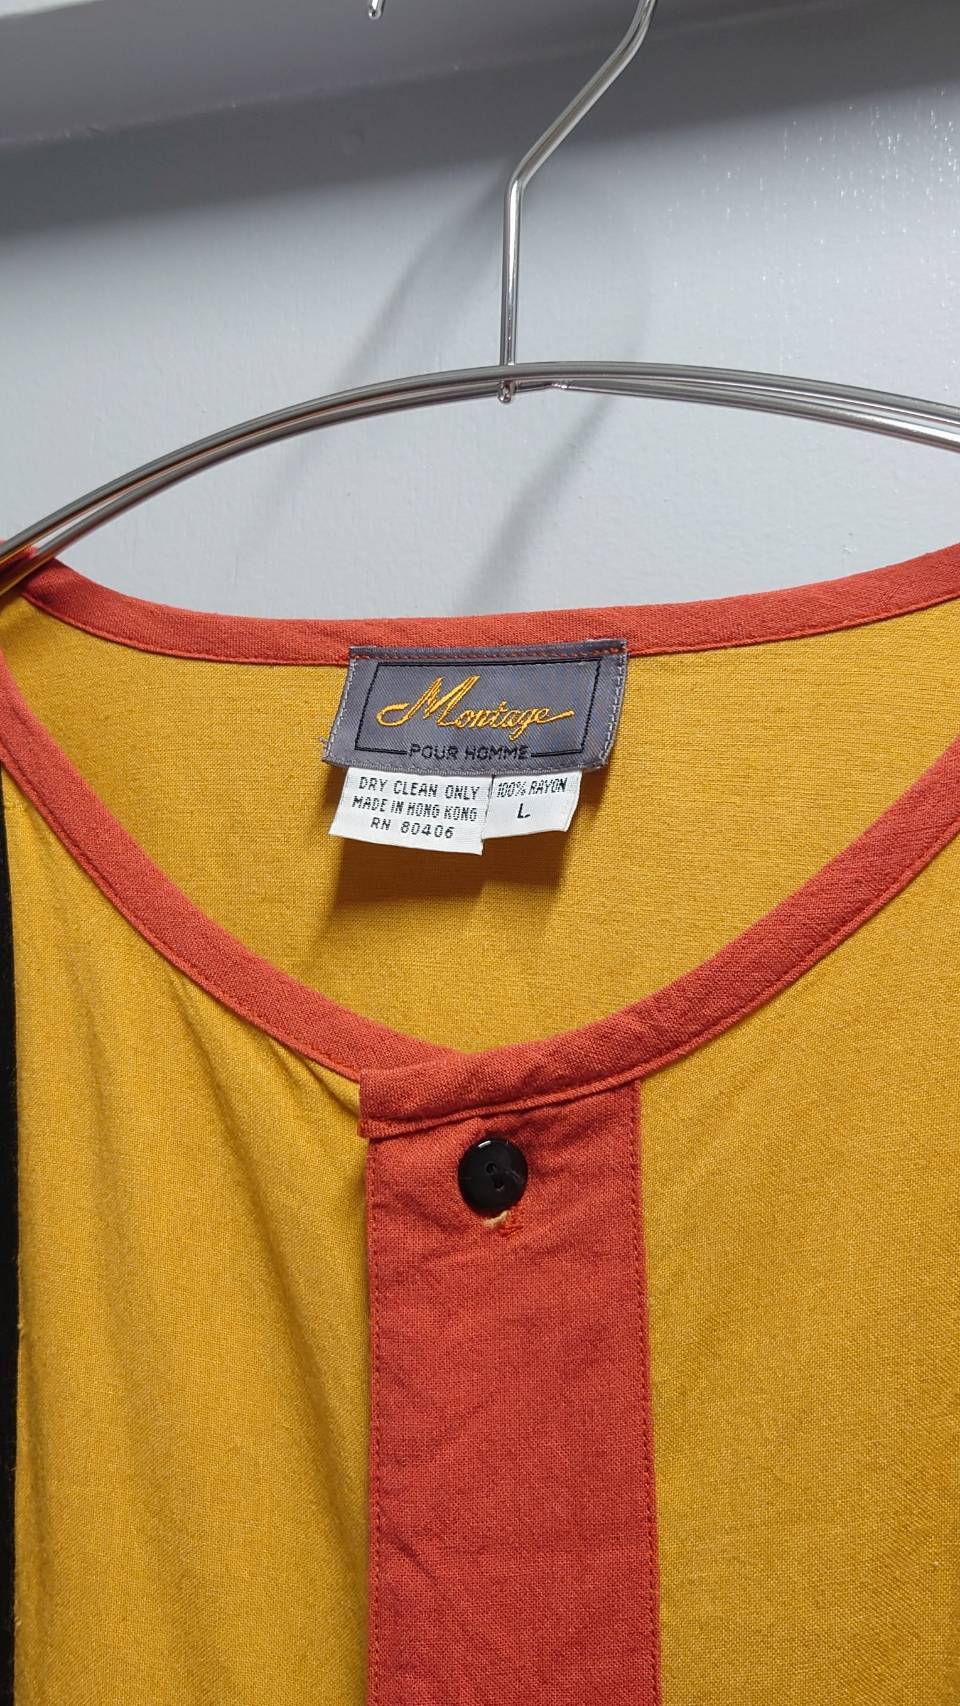 Montage
POUR HOMME
DRY CLEAN ONLY
MADE IN HONG KONG
RN 80406
100% RAYON
L